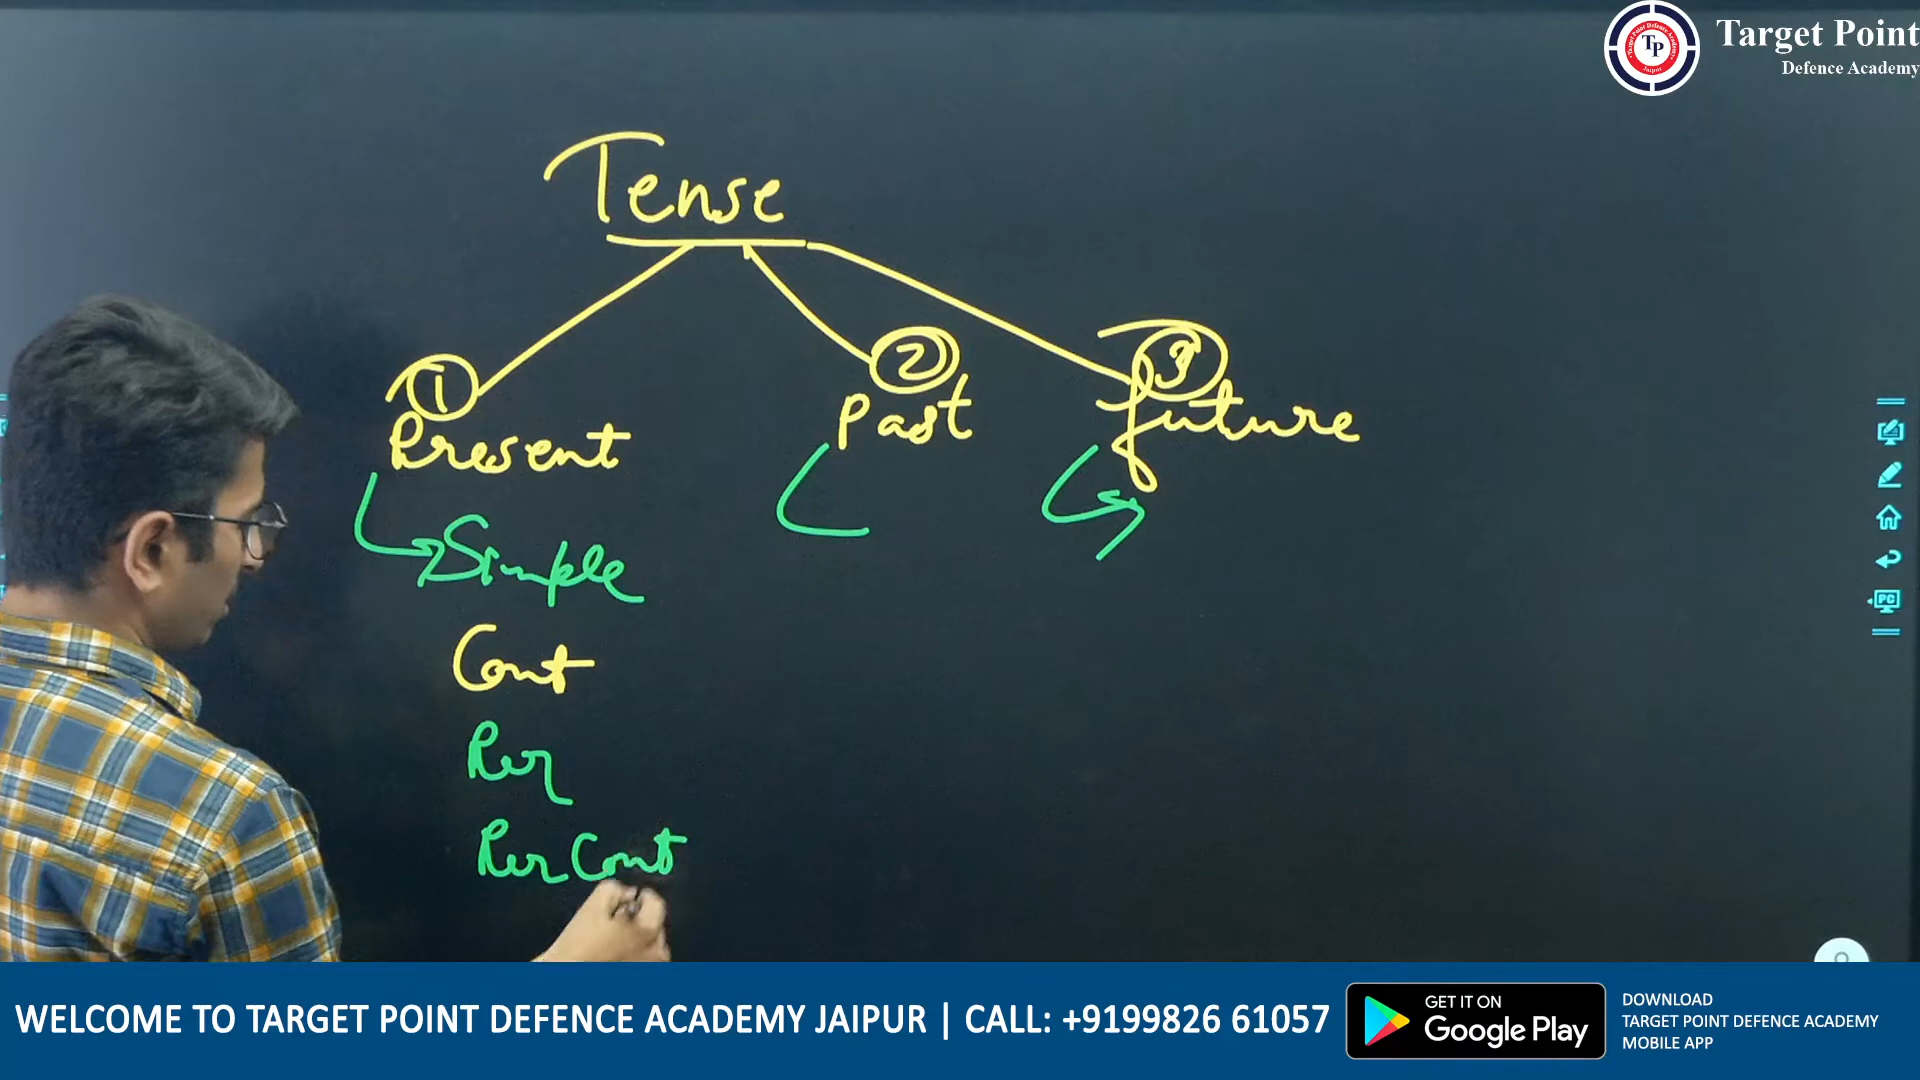 TP
Target Point
Defence Academy
Tense
1 2 3
Present Past future
Simple
Cont
Per
Per Cont
PC
WELCOME TO TARGET POINT DEFENCE ACADEMY JAIPUR | CALL: +9199826 61057
GET IT ON
Google Play
DOWNLOAD
TARGET POINT DEFENCE ACADEMY
MOBILE APP